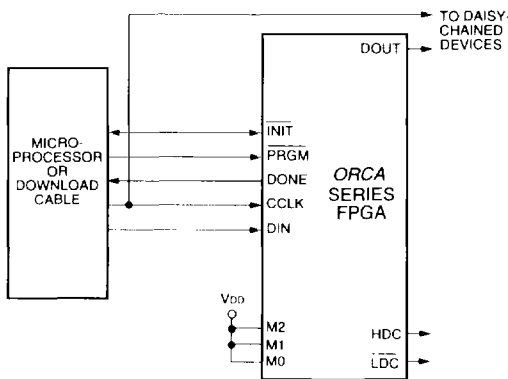 TO DAISY-
CHAINED
DEVICES
DOUT
MICRO-
PROCESSOR
OR
DOWNLOAD
CABLE
INIT
PRGM
DONE
CCLK
DIN
ORCA
SERIES
FPGA
VDD
M2
M1
M0
HDC
LDC